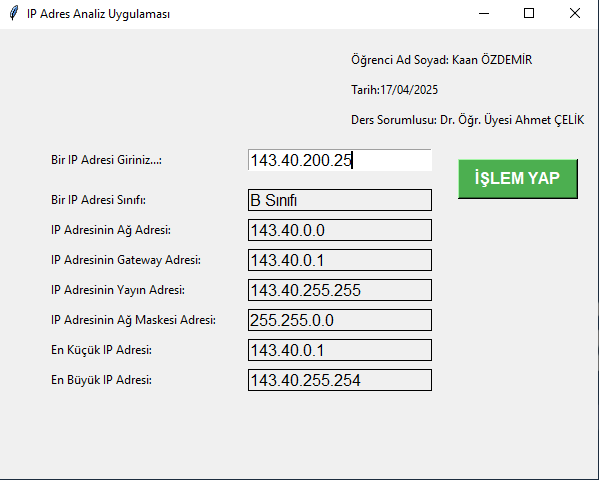 IP Adres Analiz Uygulaması
Öğrenci Ad Soyad: Kaan ÖZDEMİR
Tarih:17/04/2025
Ders Sorumlusu: Dr. Öğr. Üyesi Ahmet ÇELİK
Bir IP Adresi Giriniz...: 143.40.200.25
İŞLEM YAP
Bir IP Adresi Sınıfı: B Sınıfı
IP Adresinin Ağ Adresi: 143.40.0.0
IP Adresinin Gateway Adresi: 143.40.0.1
IP Adresinin Yayın Adresi: 143.40.255.255
IP Adresinin Ağ Maskesi Adresi: 255.255.0.0
En Küçük IP Adresi: 143.40.0.1
En Büyük IP Adresi: 143.40.255.254